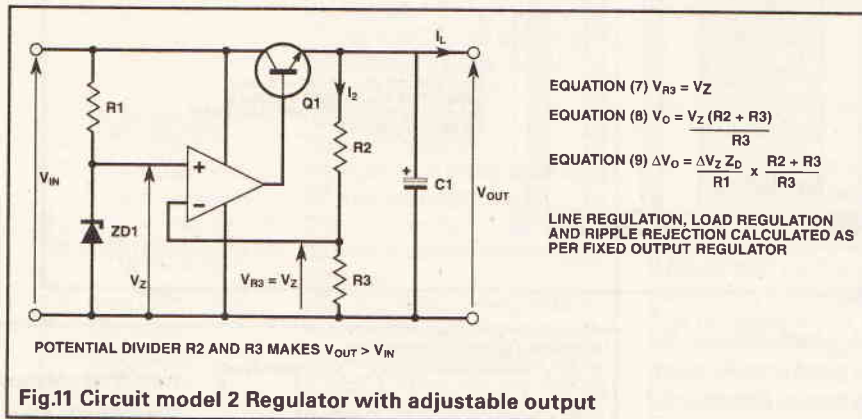 I_L
Q1
I_2
R1
R2
V_IN
+
−
+
C1
V_OUT
ZD1
V_Z
V_R3 = V_Z
R3
EQUATION (7) V_R3 = V_Z
EQUATION (8) V_O = V_Z (R2 + R3)
R3
EQUATION (9) ΔV_O = ΔV_Z Z_D x R2 + R3
R1 R3
LINE REGULATION, LOAD REGULATION
AND RIPPLE REJECTION CALCULATED AS
PER FIXED OUTPUT REGULATOR
POTENTIAL DIVIDER R2 AND R3 MAKES V_OUT > V_IN
Fig.11 Circuit model 2 Regulator with adjustable output